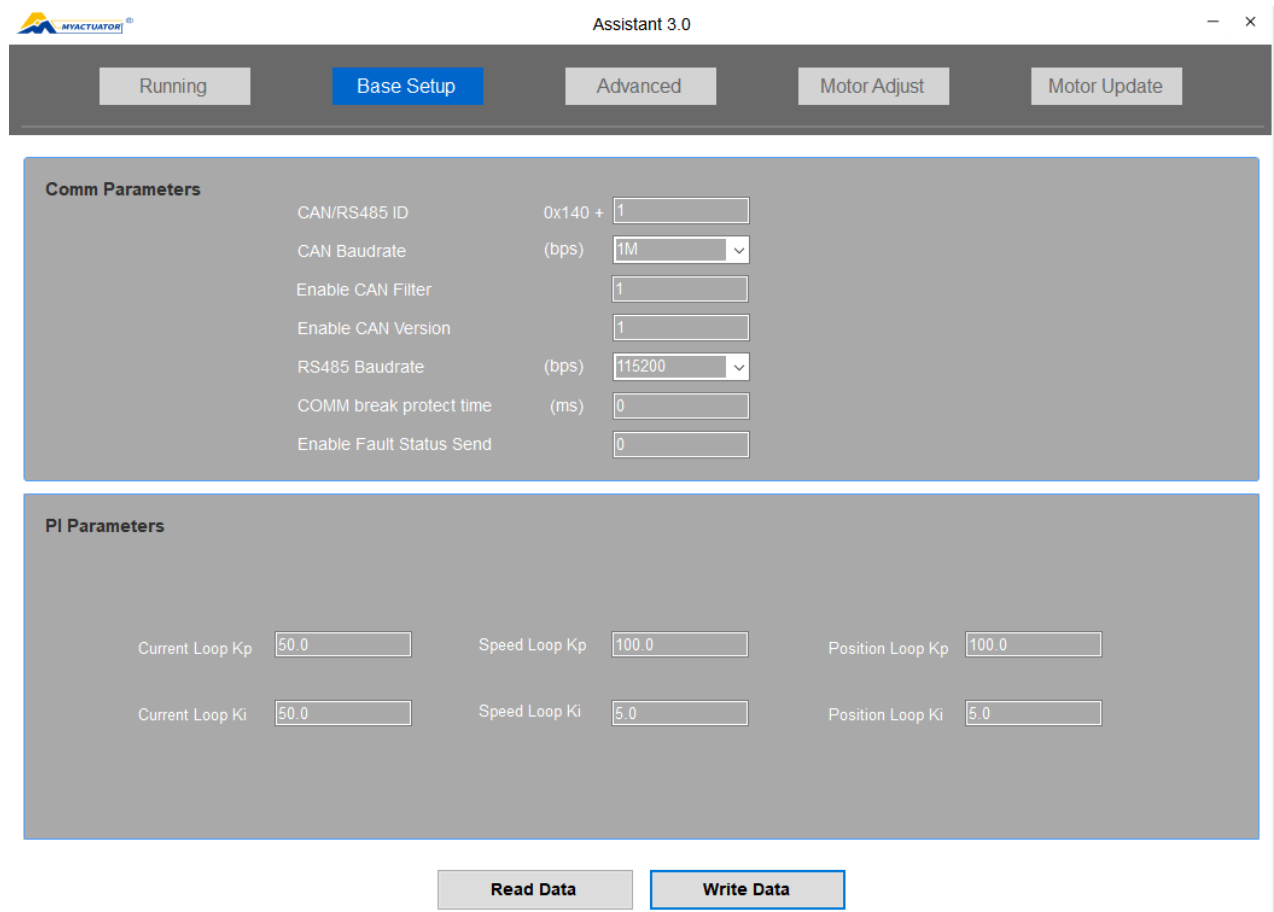 MYACTUATOR ®
Assistant 3.0
Running Base Setup Advanced Motor Adjust Motor Update
Comm Parameters
CAN/RS485 ID 0x140 + 1
CAN Baudrate (bps) 1M
Enable CAN Filter 1
Enable CAN Version 1
RS485 Baudrate (bps) 115200
COMM break protect time (ms) 0
Enable Fault Status Send 0
PI Parameters
Current Loop Kp 50.0 Speed Loop Kp 100.0 Position Loop Kp 100.0
Current Loop Ki 50.0 Speed Loop Ki 5.0 Position Loop Ki 5.0
Read Data Write Data